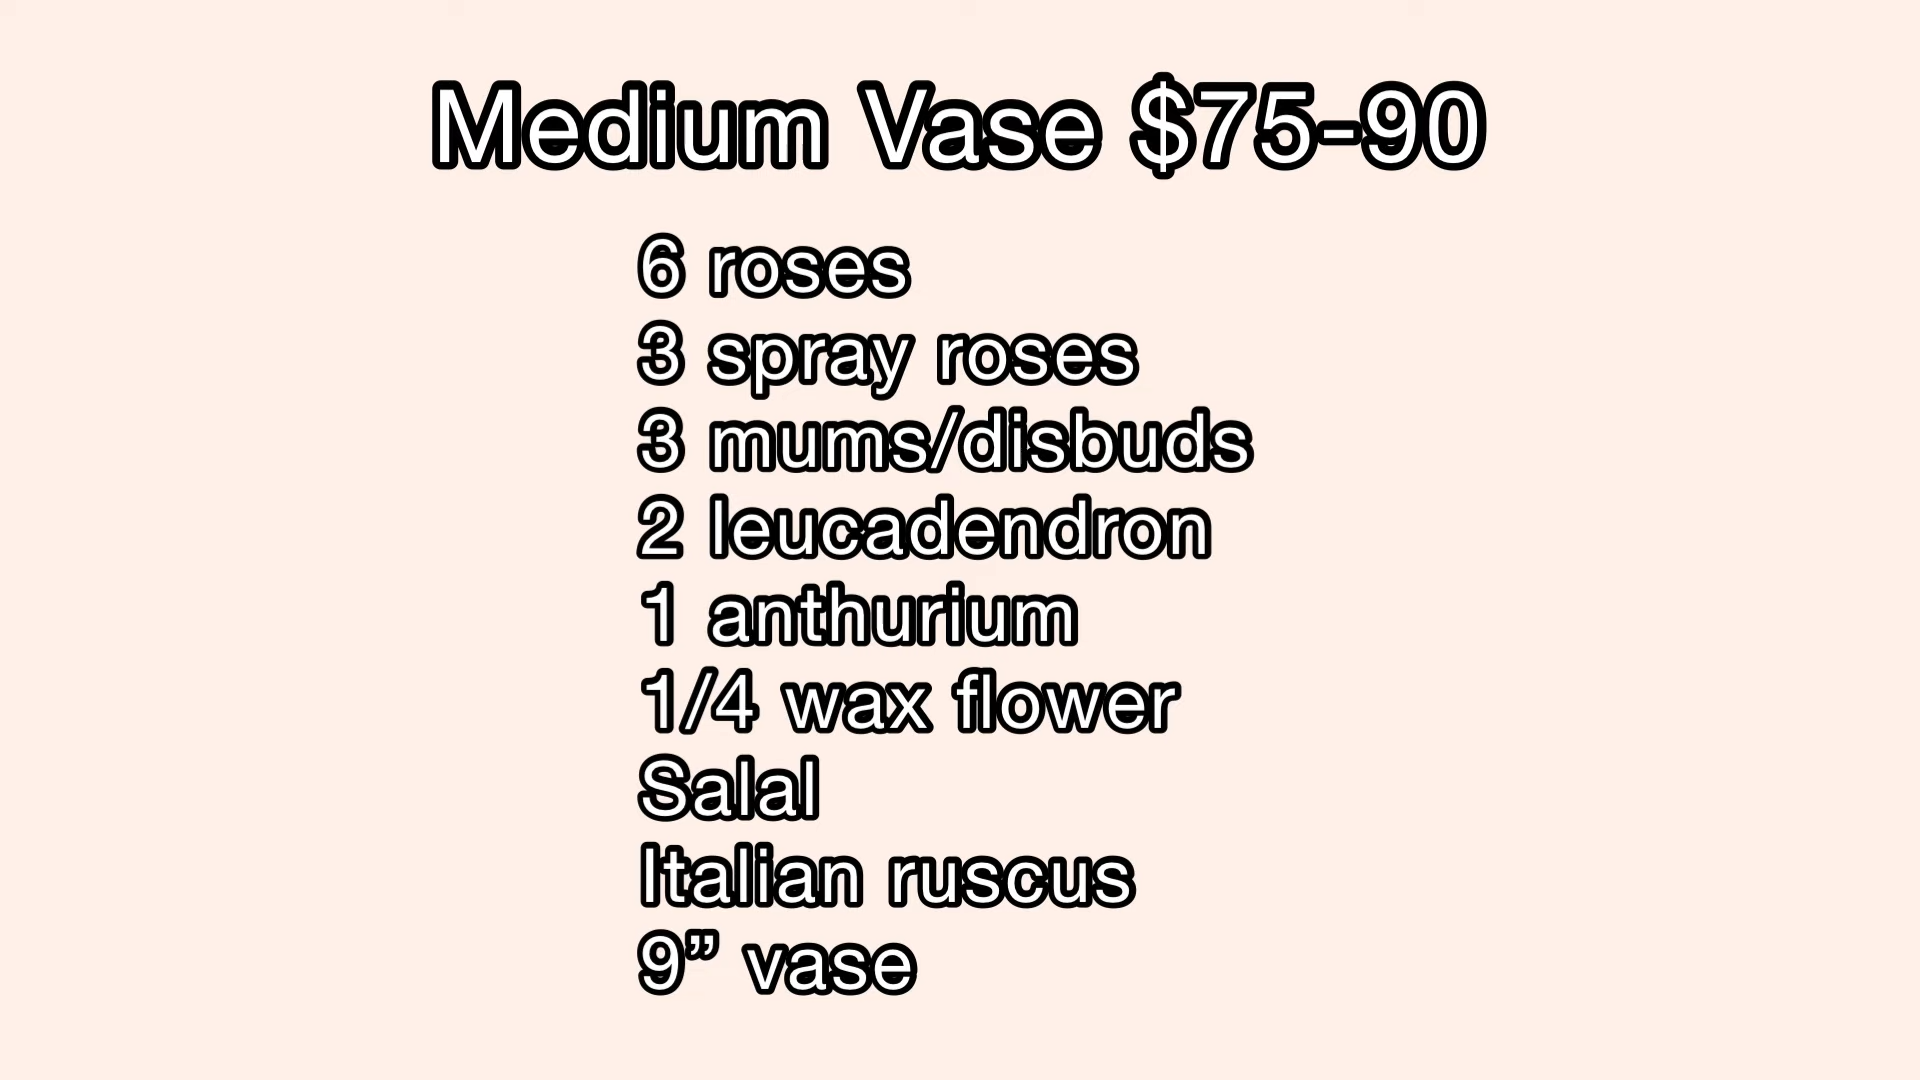 Medium Vase $75-90
6 roses
3 spray roses
3 mums/disbuds
2 leucadendron
1 anthurium
1/4 wax flower
Salal
Italian ruscus
9” vase